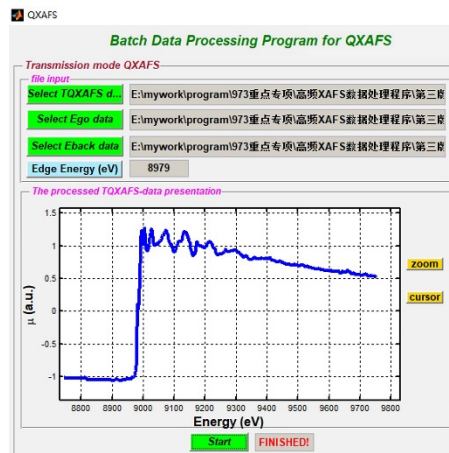 QXAFS
Batch Data Processing Program for QXAFS
Transmission mode QXAFS
file input
Select TQXAFS d...
E:\mywork\program\973重点专项\高频XAFS数据处理程序\第三
Select Ego data
E:\mywork\program\973重点专项\高频XAFS数据处理程序\第三
Select Eback data
E:\mywork\program\973重点专项\高频XAFS数据处理程序\第三
Edge Energy (eV)
8979
The processed TQXAFS-data presentation
1.5
1
0.5
0
-0.5
-1
μ (a.u.)
8800 8900 9000 9100 9200 9300 9400 9500 9600 9700 9800
Energy (eV)
zoom
cursor
Start
FINISHED!